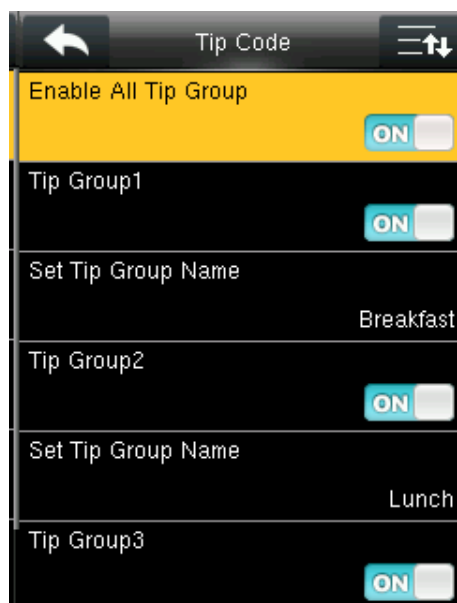 Tip Code
Enable All Tip Group
ON
Tip Group1
ON
Set Tip Group Name
Breakfast
Tip Group2
ON
Set Tip Group Name
Lunch
Tip Group3
ON